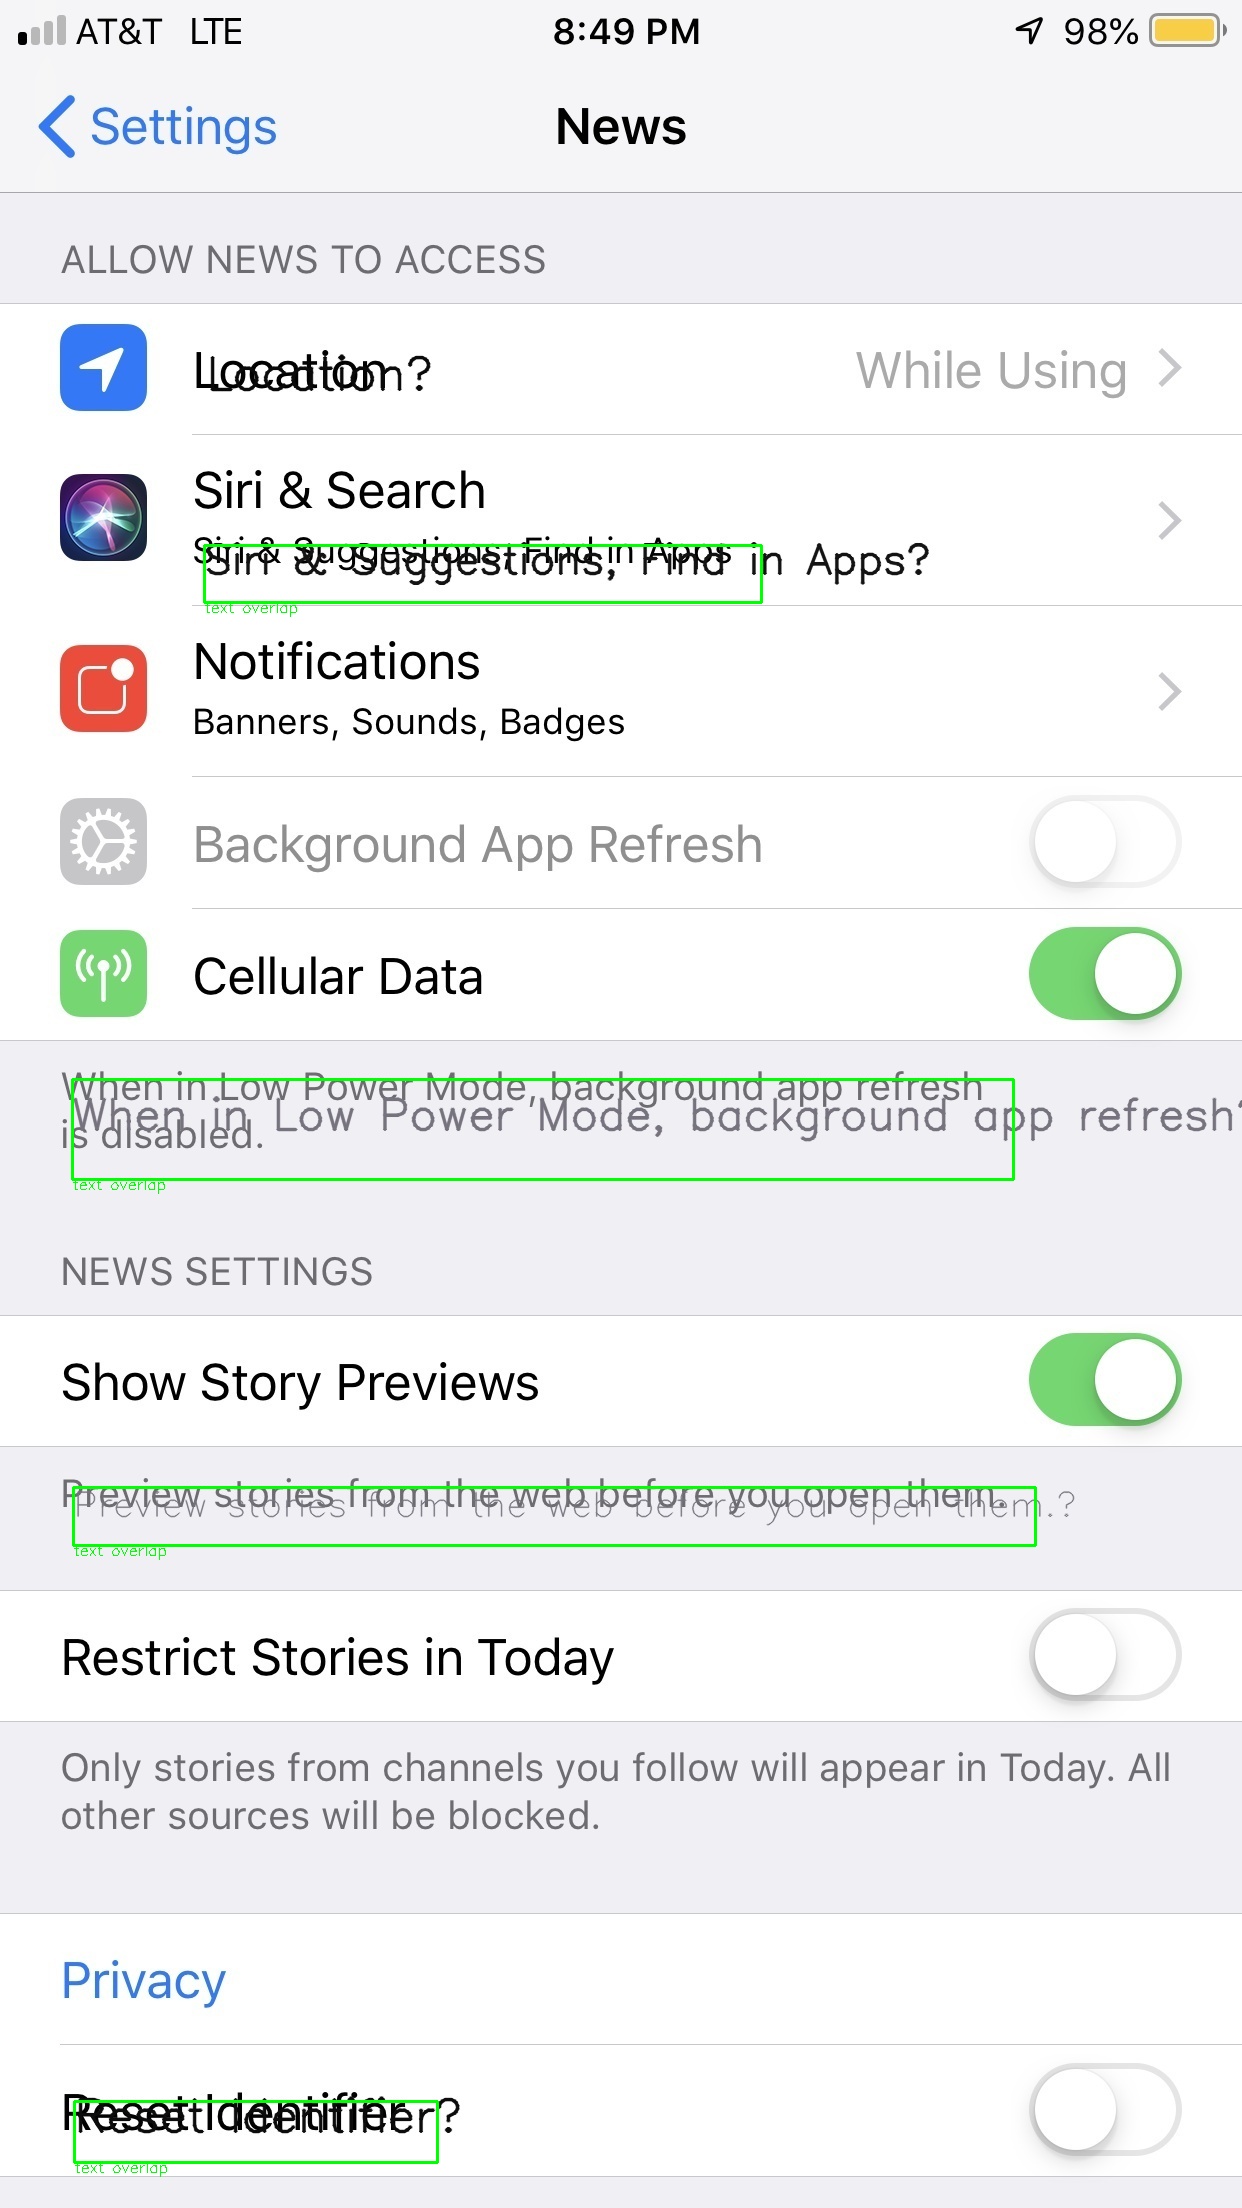 AT&T LTE 8:49 PM 98%
Settings News
ALLOW NEWS TO ACCESS
Location While Using
Location?
Siri & Search
Siri & Suggestions, Find in Apps
Siri & Suggestions, Find in Apps?
text overlap
Notifications
Banners, Sounds, Badges
Background App Refresh
Cellular Data
When in Low Power Mode, background app refresh
When in Low Power Mode, background app refresh?
is disabled.
text overlap
NEWS SETTINGS
Show Story Previews
Preview stories from the web before you open them.
Preview stories from the web before you open them.?
text overlap
Restrict Stories in Today
Only stories from channels you follow will appear in Today. All
other sources will be blocked.
Privacy
Reset Identifier
Reset Identifier?
text overlap